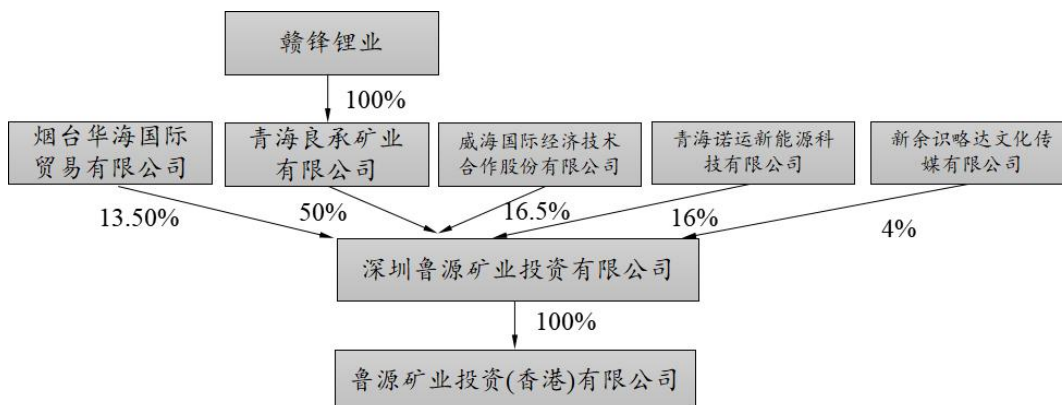 赣锋锂业
100%
烟台华海国际
贸易有限公司
青海良承矿业
有限公司
威海国际经济技术
合作股份有限公司
青海诺运新能源科
技有限公司
新余识略达文化传
媒有限公司
13.50%
50%
16.5%
16%
4%
深圳鲁源矿业投资有限公司
100%
鲁源矿业投资(香港)有限公司